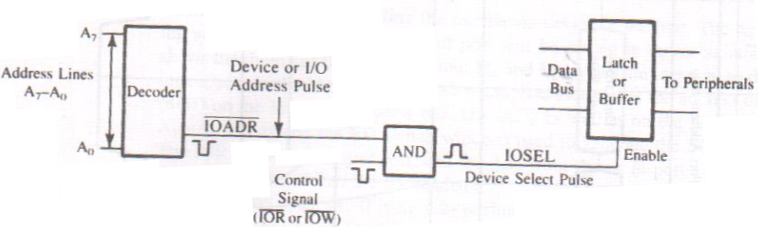 A₇
Address Lines
A₇–A₀
A₀
Decoder
Device or I/O
Address Pulse
IOADR
Control
Signal
(IOR or IOW)
AND
IOSEL
Device Select Pulse
Data
Bus
Latch
or
Buffer
To Peripherals
Enable